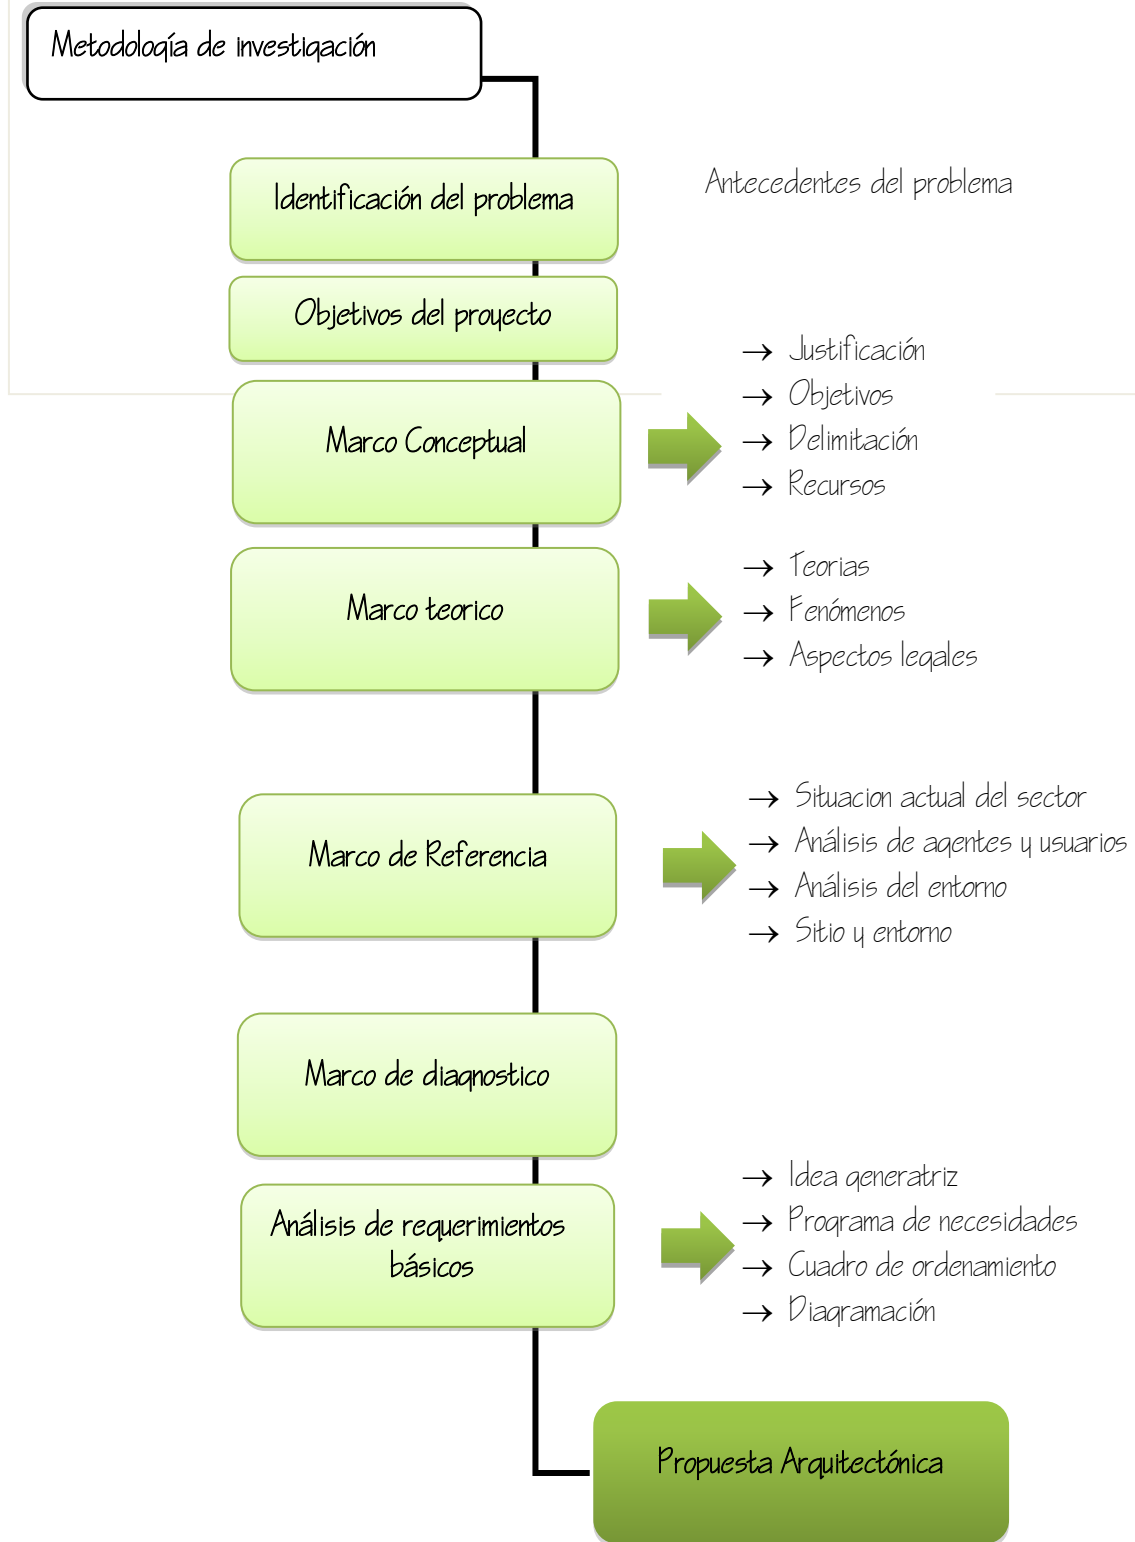 Metodología de investigación
Identificación del problema
Antecedentes del problema
Objetivos del proyecto
Marco Conceptual
→ Justificación
→ Objetivos
→ Delimitación
→ Recursos
Marco teorico
→ Teorias
→ Fenómenos
→ Aspectos legales
Marco de Referencia
→ Situacion actual del sector
→ Análisis de agentes y usuarios
→ Análisis del entorno
→ Sitio y entorno
Marco de diagnostico
Análisis de requerimientos
básicos
→ Idea generatriz
→ Programa de necesidades
→ Cuadro de ordenamiento
→ Diagramación
Propuesta Arquitectónica